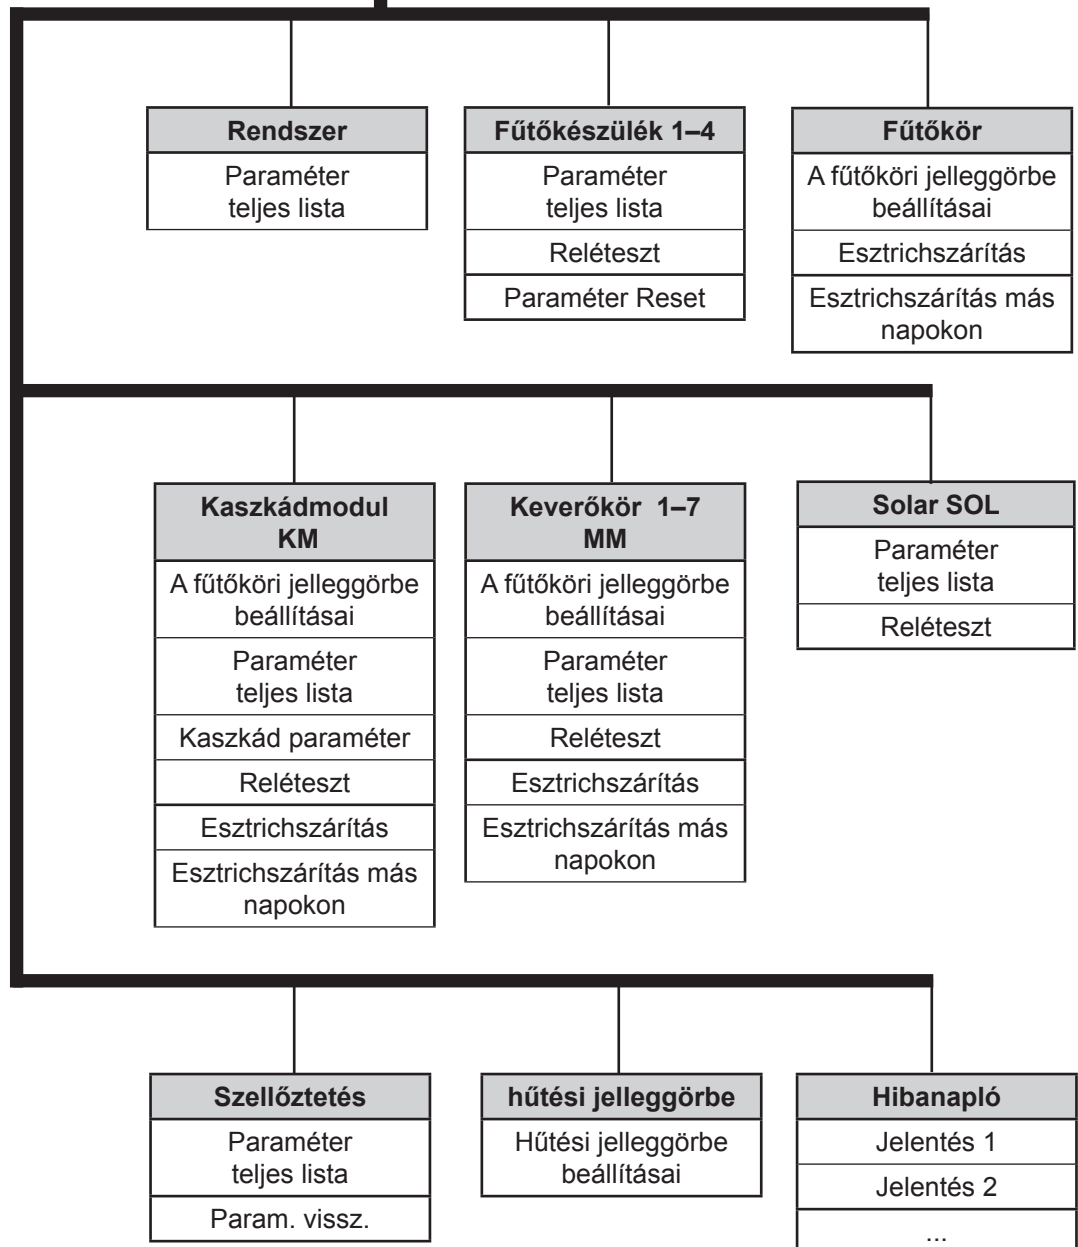 Rendszer
Paraméter
teljes lista
Fűtőkészülék 1–4
Paraméter
teljes lista
Reléteszt
Paraméter Reset
Fűtőkör
A fűtőköri jelleggörbe
beállításai
Esztrichszárítás
Esztrichszárítás más
napokon
Kaszkádmodul
KM
A fűtőköri jelleggörbe
beállításai
Paraméter
teljes lista
Kaszkád paraméter
Reléteszt
Esztrichszárítás
Esztrichszárítás más
napokon
Keverőkör 1–7
MM
A fűtőköri jelleggörbe
beállításai
Paraméter
teljes lista
Reléteszt
Esztrichszárítás
Esztrichszárítás más
napokon
Solar SOL
Paraméter
teljes lista
Reléteszt
Szellőztetés
Paraméter
teljes lista
Param. vissz.
hűtési jelleggörbe
Hűtési jelleggörbe
beállításai
Hibanapló
Jelentés 1
Jelentés 2
...